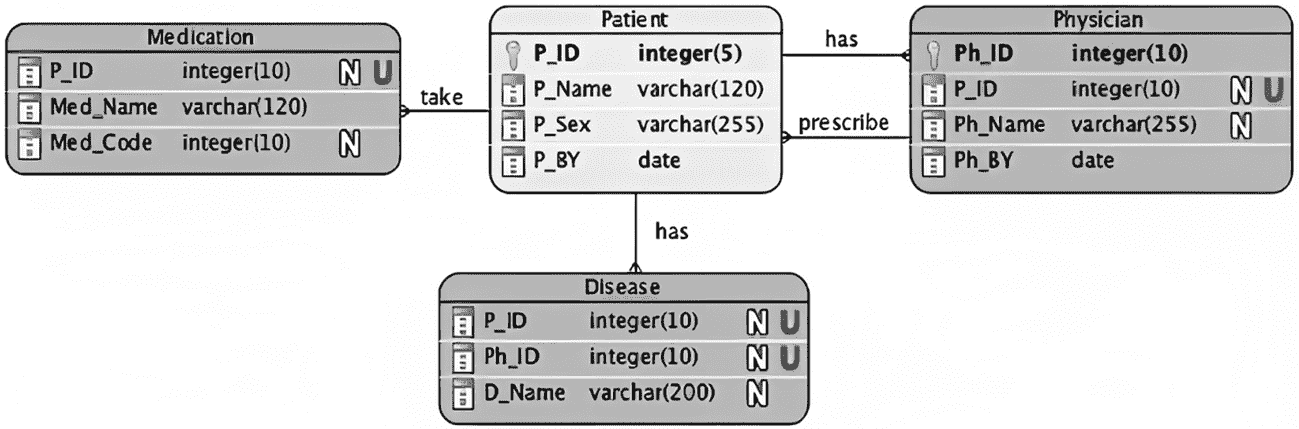 Medication
P_ID integer(10) N U
Med_Name varchar(120)
Med_Code integer(10) N
take
Patient
P_ID integer(5)
P_Name varchar(120)
P_Sex varchar(255)
P_BY date
has
prescribe
Physician
Ph_ID integer(10)
P_ID integer(10) N U
Ph_Name varchar(255) N
Ph_BY date
has
Disease
P_ID integer(10) N U
Ph_ID integer(10) N U
D_Name varchar(200) N